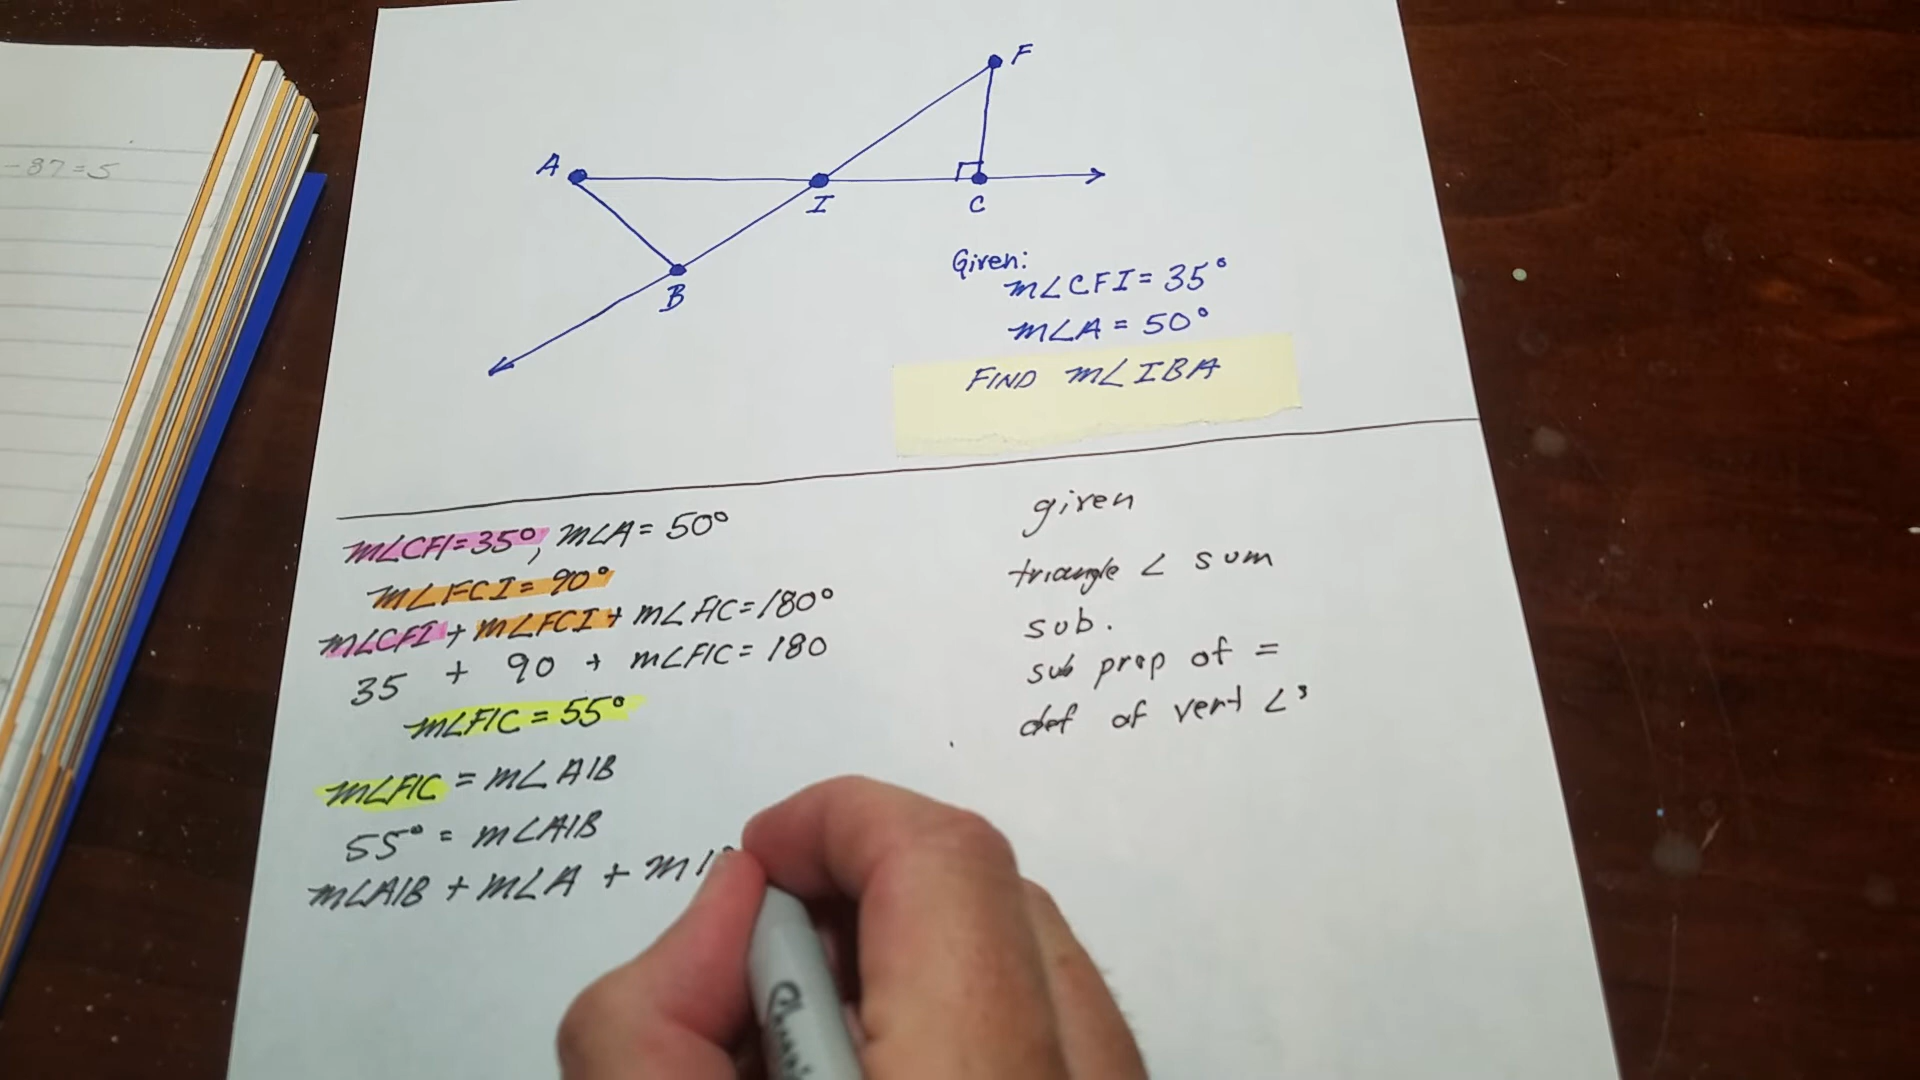 -87=5
F
A
I
C
B
Given:
m∠CFI = 35°
m∠A = 50°
FIND m∠IBA
m∠CFI = 35°, m∠A = 50°
given
m∠FCI = 90°
triangle ∠ sum
m∠CFI + m∠FCI + m∠FIC = 180°
sub.
35 + 90 + m∠FIC = 180
sub prop of =
m∠FIC = 55°
def of vert ∠s
m∠FIC = m∠AIB
55° = m∠AIB
m∠AIB + m∠A + m